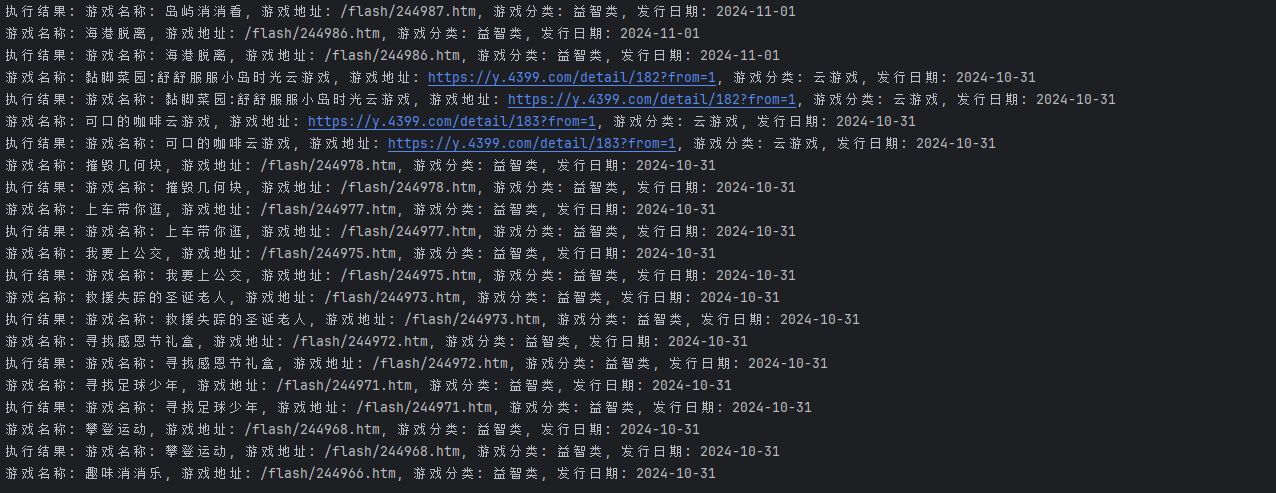 执行结果: 游戏名称: 岛屿消消看, 游戏地址: /flash/244987.htm, 游戏分类: 益智类, 发行日期: 2024-11-01
游戏名称: 海港脱离, 游戏地址: /flash/244986.htm, 游戏分类: 益智类, 发行日期: 2024-11-01
执行结果: 游戏名称: 海港脱离, 游戏地址: /flash/244986.htm, 游戏分类: 益智类, 发行日期: 2024-11-01
游戏名称: 黏脚菜园:舒舒服服小岛时光云游戏, 游戏地址: https://y.4399.com/detail/182?from=1, 游戏分类: 云游戏, 发行日期: 2024-10-31
执行结果: 游戏名称: 黏脚菜园:舒舒服服小岛时光云游戏, 游戏地址: https://y.4399.com/detail/182?from=1, 游戏分类: 云游戏, 发行日期: 2024-10-31
游戏名称: 可口的咖啡云游戏, 游戏地址: https://y.4399.com/detail/183?from=1, 游戏分类: 云游戏, 发行日期: 2024-10-31
执行结果: 游戏名称: 可口的咖啡云游戏, 游戏地址: https://y.4399.com/detail/183?from=1, 游戏分类: 云游戏, 发行日期: 2024-10-31
游戏名称: 摧毁几何块, 游戏地址: /flash/244978.htm, 游戏分类: 益智类, 发行日期: 2024-10-31
执行结果: 游戏名称: 摧毁几何块, 游戏地址: /flash/244978.htm, 游戏分类: 益智类, 发行日期: 2024-10-31
游戏名称: 上车带你逛, 游戏地址: /flash/244977.htm, 游戏分类: 益智类, 发行日期: 2024-10-31
执行结果: 游戏名称: 上车带你逛, 游戏地址: /flash/244977.htm, 游戏分类: 益智类, 发行日期: 2024-10-31
游戏名称: 我要上公交, 游戏地址: /flash/244975.htm, 游戏分类: 益智类, 发行日期: 2024-10-31
执行结果: 游戏名称: 我要上公交, 游戏地址: /flash/244975.htm, 游戏分类: 益智类, 发行日期: 2024-10-31
游戏名称: 救援失踪的圣诞老人, 游戏地址: /flash/244973.htm, 游戏分类: 益智类, 发行日期: 2024-10-31
执行结果: 游戏名称: 救援失踪的圣诞老人, 游戏地址: /flash/244973.htm, 游戏分类: 益智类, 发行日期: 2024-10-31
游戏名称: 寻找感恩节礼盒, 游戏地址: /flash/244972.htm, 游戏分类: 益智类, 发行日期: 2024-10-31
执行结果: 游戏名称: 寻找感恩节礼盒, 游戏地址: /flash/244972.htm, 游戏分类: 益智类, 发行日期: 2024-10-31
游戏名称: 寻找足球少年, 游戏地址: /flash/244971.htm, 游戏分类: 益智类, 发行日期: 2024-10-31
执行结果: 游戏名称: 寻找足球少年, 游戏地址: /flash/244971.htm, 游戏分类: 益智类, 发行日期: 2024-10-31
游戏名称: 攀登运动, 游戏地址: /flash/244968.htm, 游戏分类: 益智类, 发行日期: 2024-10-31
执行结果: 游戏名称: 攀登运动, 游戏地址: /flash/244968.htm, 游戏分类: 益智类, 发行日期: 2024-10-31
游戏名称: 趣味消消乐, 游戏地址: /flash/244966.htm, 游戏分类: 益智类, 发行日期: 2024-10-31